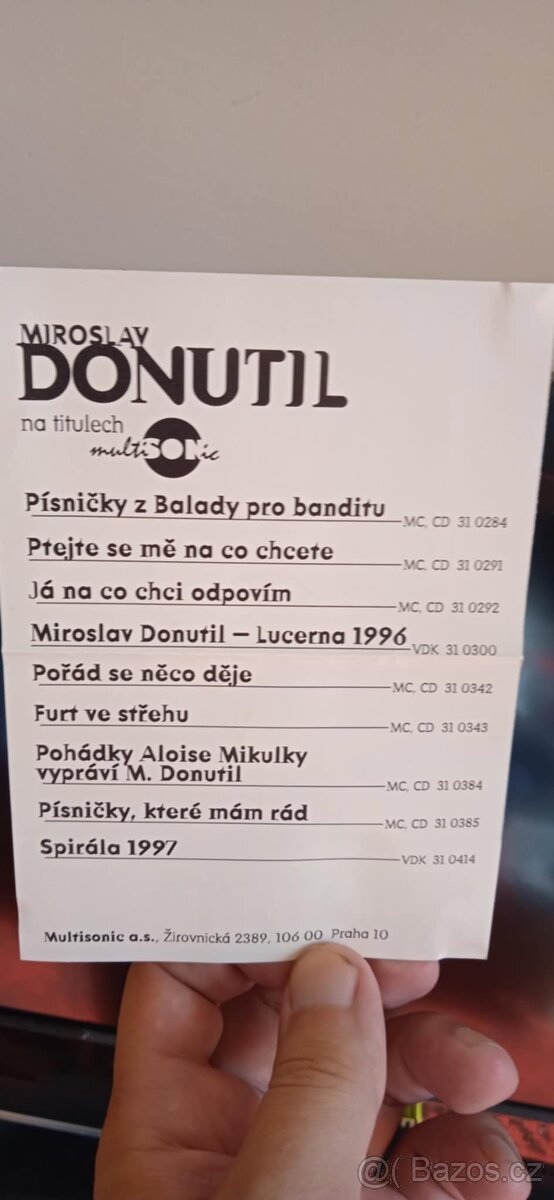 MIROSLAV
DONUTIL
na titulech
multiSONic
Písničky z Balady pro banditu
MC, CD 31 0284
Ptejte se mě na co chcete
MC, CD 31 0291
Já na co chci odpovím
MC, CD 31 0292
Miroslav Donutil – Lucerna 1996
VDK 31 0300
Pořád se něco děje
MC, CD 31 0342
Furt ve střehu
MC, CD 31 0343
Pohádky Aloise Mikulky
vypráví M. Donutil
MC, CD 31 0384
Písničky, které mám rád
MC, CD 31 0385
Spirála 1997
VDK 31 0414
Multisonic a.s., Žirovnická 2389, 106 00 Praha 10
@( Bazos.cz